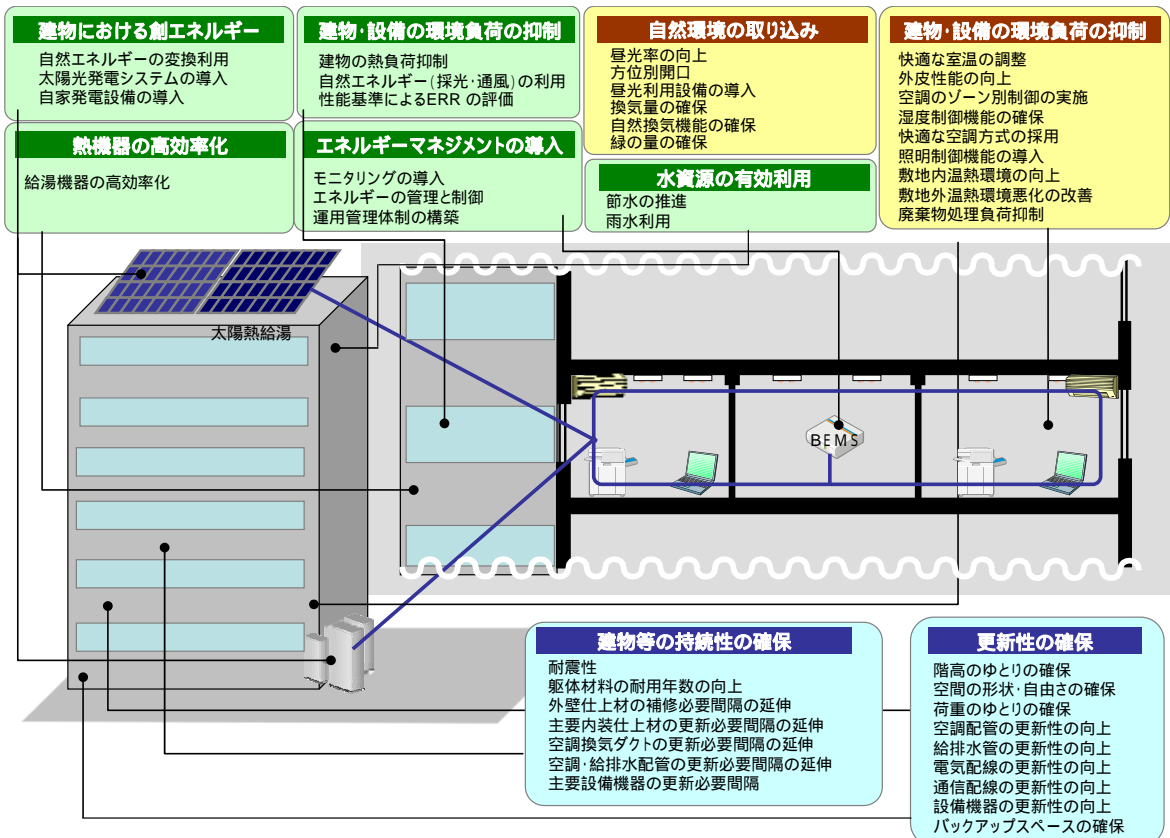 建物における創エネルギー
自然エネルギーの変換利用
太陽光発電システムの導入
自家発電設備の導入
建物･設備の環境負荷の抑制
建物の熱負荷抑制
自然エネルギー(採光･通風)の利用
性能基準によるERR の評価
自然環境の取り込み
昼光率の向上
方位別開口
昼光利用設備の導入
換気量の確保
自然換気機能の確保
緑の量の確保
建物･設備の環境負荷の抑制
快適な室温の調整
外皮性能の向上
空調のゾーン別制御の実施
湿度制御機能の確保
快適な空調方式の採用
照明制御機能の導入
敷地内温熱環境の向上
敷地外温熱環境悪化の改善
廃棄物処理負荷抑制
熱機器の高効率化
給湯機器の高効率化
エネルギーマネジメントの導入
モニタリングの導入
エネルギーの管理と制御
運用管理体制の構築
水資源の有効利用
節水の推進
雨水利用
太陽熱給湯
BEMS
建物等の持続性の確保
耐震性
躯体材料の耐用年数の向上
外壁仕上材の補修必要間隔の延伸
主要内装仕上材の更新必要間隔の延伸
空調換気ダクトの更新必要間隔の延伸
空調･給排水配管の更新必要間隔の延伸
主要設備機器の更新必要間隔
更新性の確保
階高のゆとりの確保
空間の形状･自由さの確保
荷重のゆとりの確保
空調配管の更新性の向上
給排水管の更新性の向上
電気配線の更新性の向上
通信配線の更新性の向上
設備機器の更新性の向上
バックアップスペースの確保